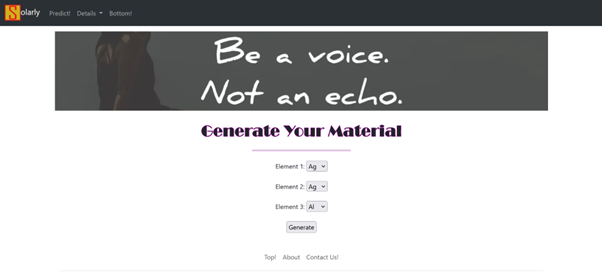 Solarly Predict! Details Bottom!
Be a voice.
Not an echo.
Generate Your Material
Element 1: Ag
Element 2: Ag
Element 3: Al
Generate
Top! About Contact Us!